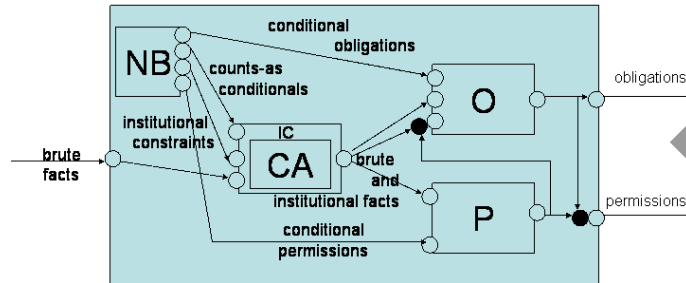 conditional
obligations
NB
counts-as
conditionals
obligations
O
institutional
constraints
IC
CA
brute
facts
brute
and
institutional facts
permissions
P
conditional
permissions